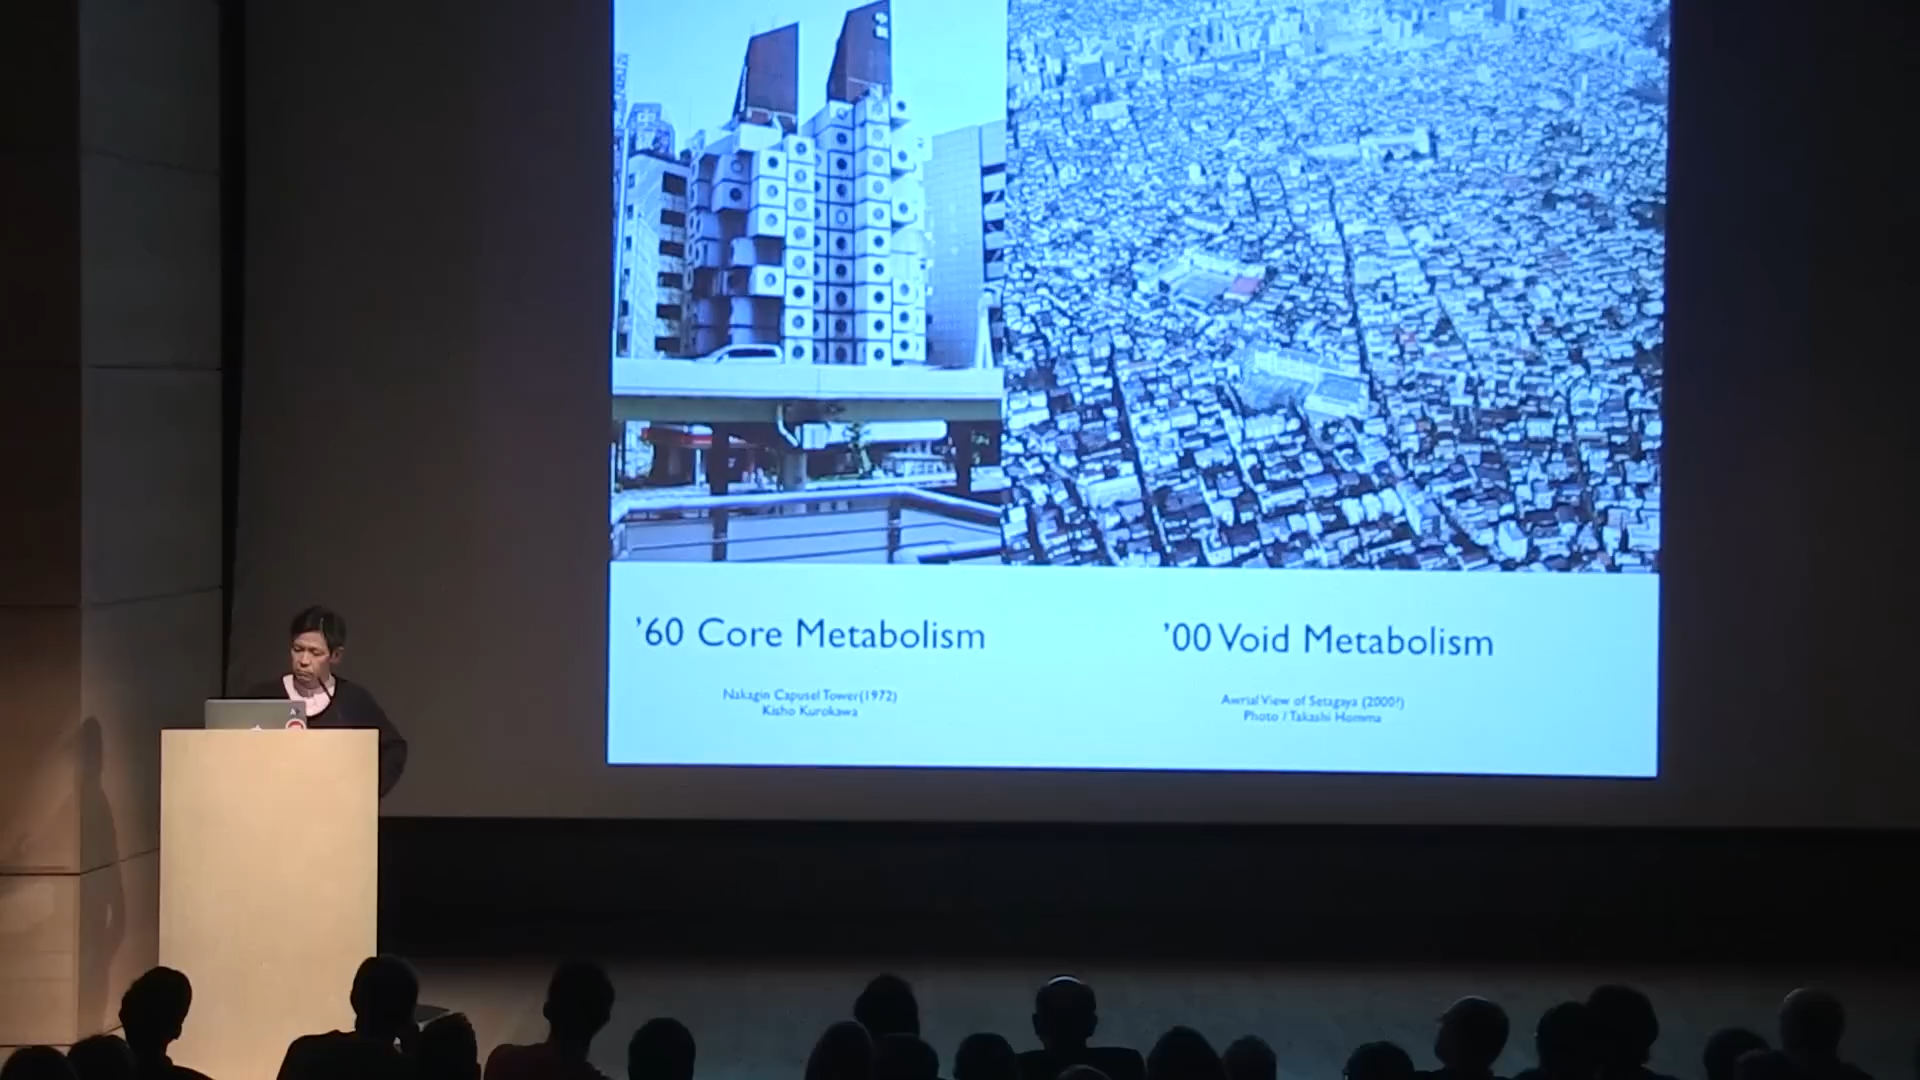 '60 Core Metabolism
Nakagin Capusel Tower(1972)
Kisho Kurokawa
'00 Void Metabolism
Awrial View of Setagaya (2000?)
Photo / Takashi Homma